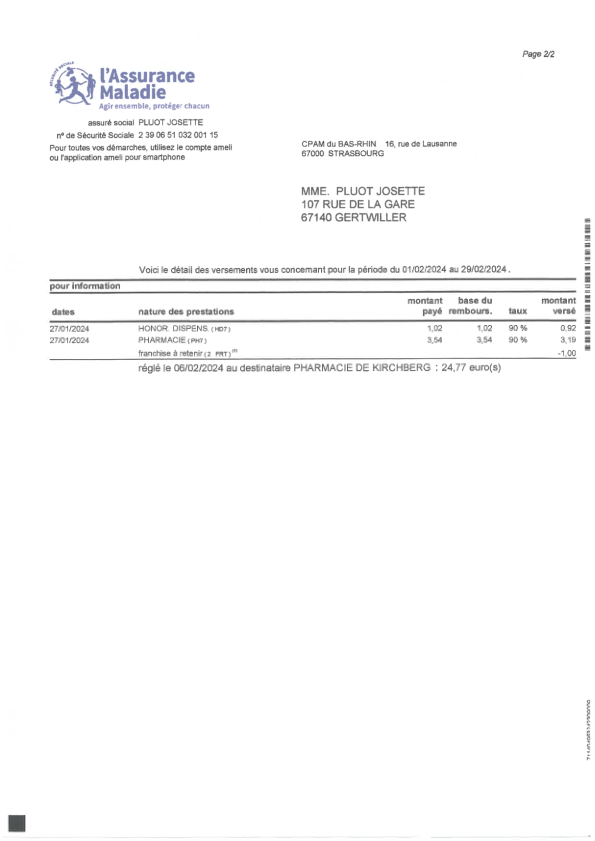 Page 2/2
SÉCURITÉ SOCIALE
l'Assurance
Maladie
Agir ensemble, protéger chacun
assuré social PLUOT JOSETTE
n° de Sécurité Sociale 2 39 06 51 032 001 15
Pour toutes vos démarches, utilisez le compte ameli
ou l'application ameli pour smartphone
CPAM du BAS-RHIN 16, rue de Lausanne
67000 STRASBOURG
MME. PLUOT JOSETTE
107 RUE DE LA GARE
67140 GERTWILLER
Voici le détail des versements vous concernant pour la période du 01/02/2024 au 29/02/2024 .
pour information
dates nature des prestations montant payé base du rembours. taux montant versé
27/01/2024 HONOR. DISPENS. (HD7) 1,02 1,02 90 % 0,92
27/01/2024 PHARMACIE (PH7) 3,54 3,54 90 % 3,19
franchise à retenir (2 FRT) -1,00
réglé le 06/02/2024 au destinataire PHARMACIE DE KIRCHBERG : 24,77 euro(s)